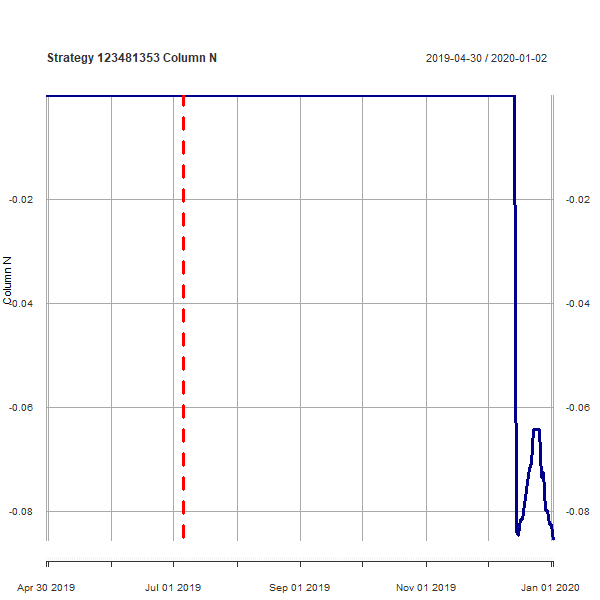 Strategy 123481353 Column N
2019-04-30 / 2020-01-02
-0.02
-0.02
Column N
-0.04
-0.04
-0.06
-0.06
-0.08
-0.08
Apr 30 2019
Jul 01 2019
Sep 01 2019
Nov 01 2019
Jan 01 2020